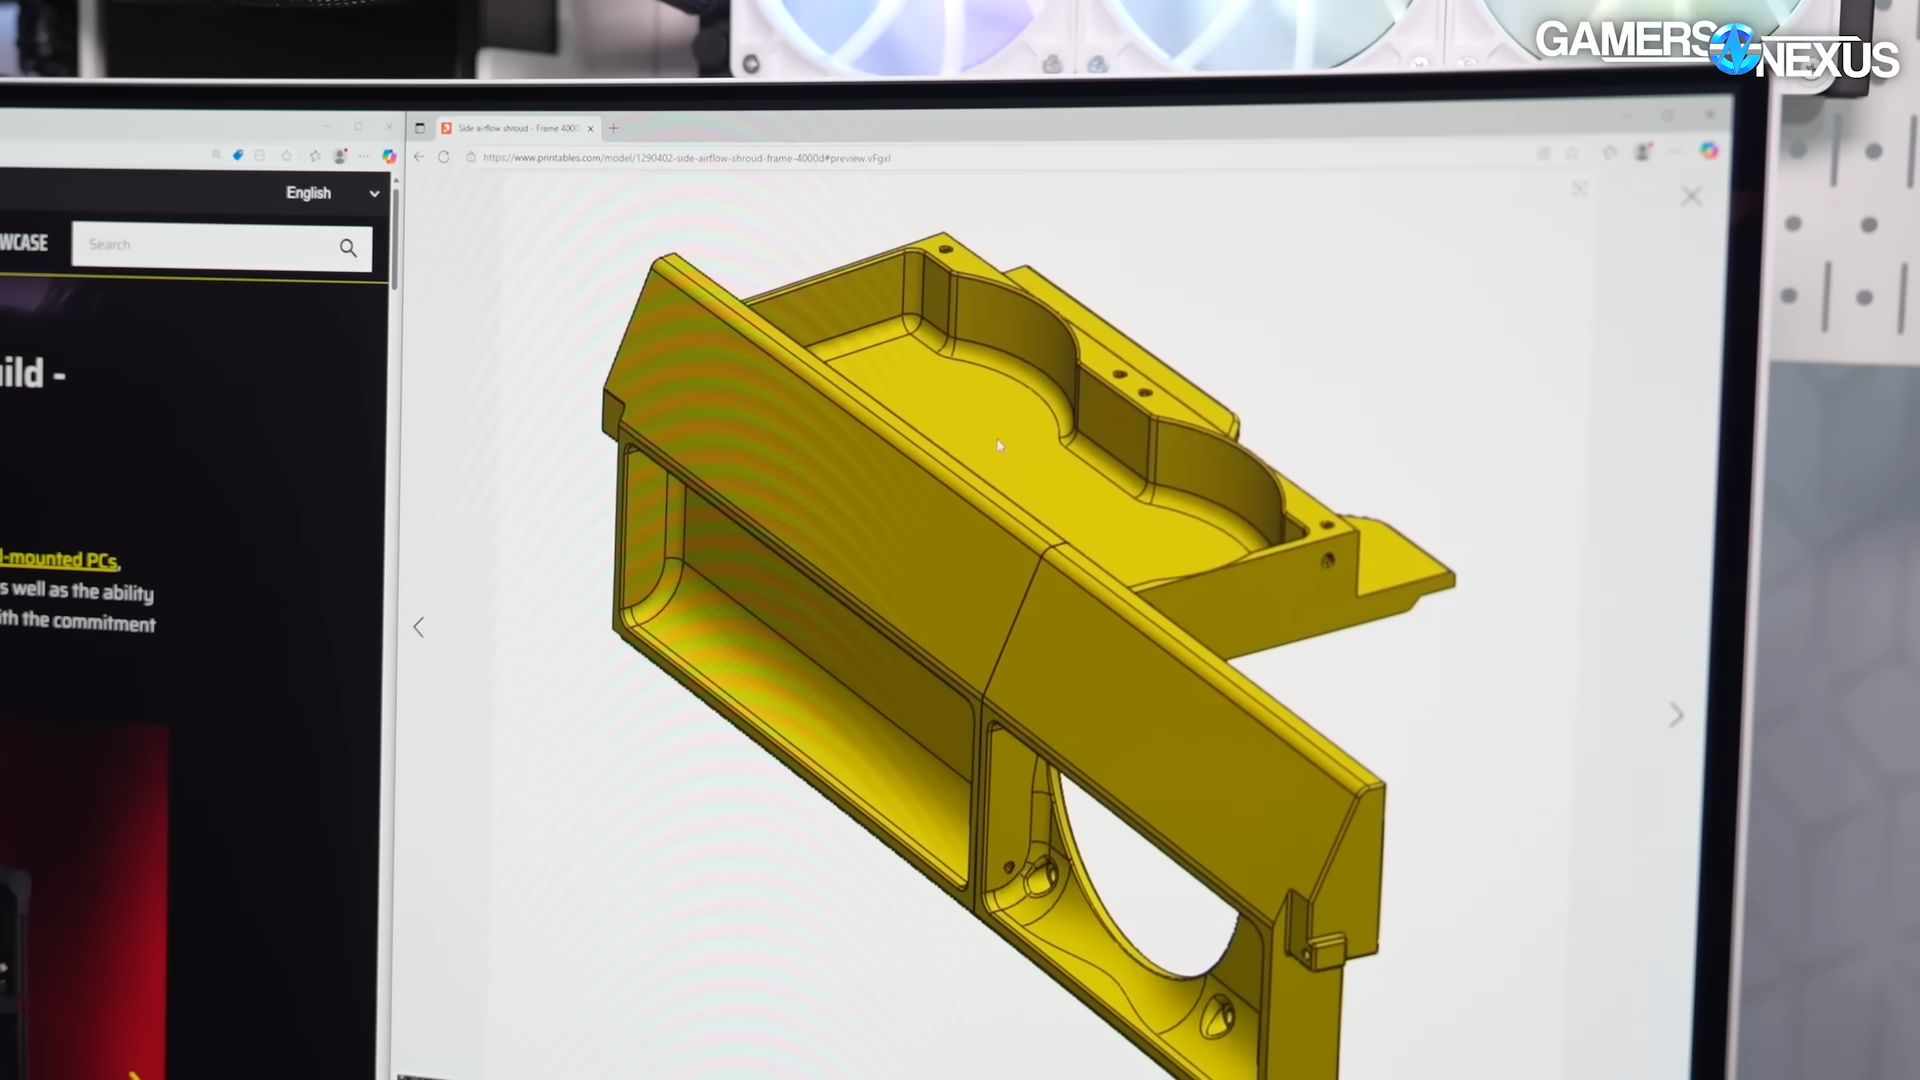 GAMERS NEXUS
Side airflow shroud - Frame 400
https://www.printables.com/model/1290402-side-airflow-shroud-frame-4000d#preview.vFgxl
English
WCASE
Search
ild -
l-mounted PCs,
s well as the ability
ith the commitment